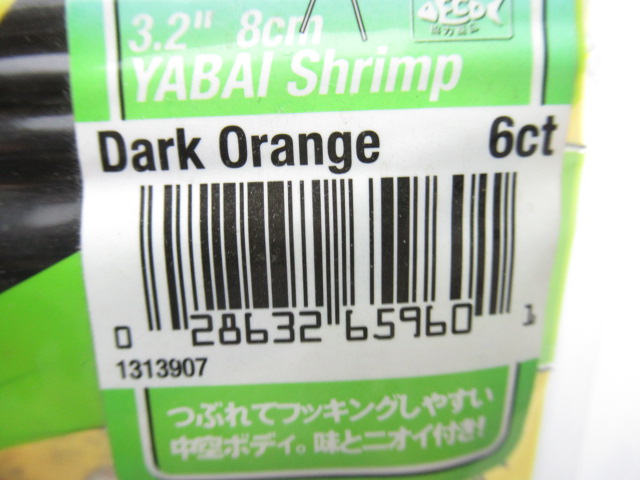 3.2" 8cm
YABAI Shrimp
Dark Orange 6ct
0 28632 65960 1
1313907
つぶれてフッキングしやすい
中空ボディ。味とニオイ付き!